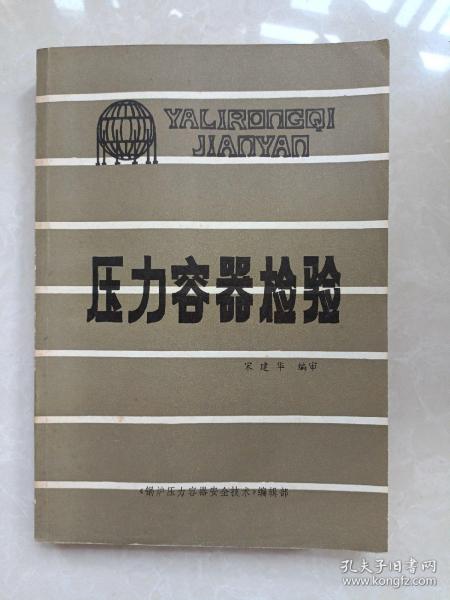 YALIRONGQI
JIANYAN
压力容器检验
宋建华 编审
《锅炉压力容器安全技术》编辑部
孔夫子旧书网
www.kongfz.com